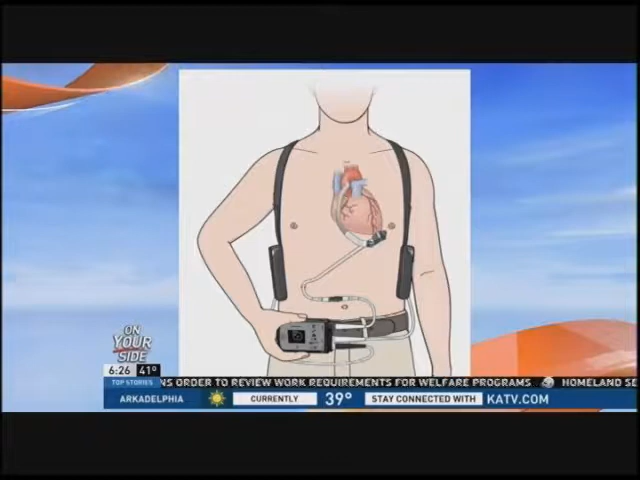 ON
YOUR
SIDE
6:26 41°
TOP STORIES NS ORDER TO REVIEW WORK REQUIREMENTS FOR WELFARE PROGRAMS HOMELAND SE
ARKADELPHIA CURRENTLY 39° STAY CONNECTED WITH KATV.COM